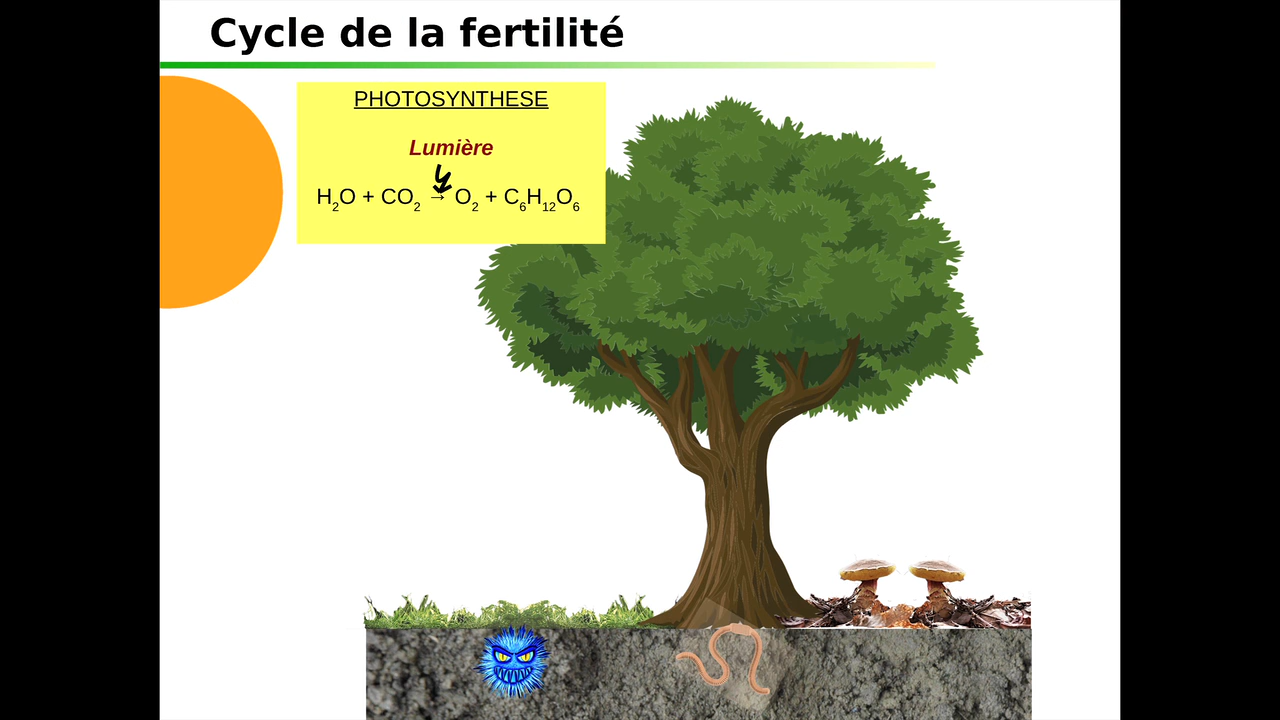 Cycle de la fertilité
PHOTOSYNTHESE
Lumière
H₂O + CO₂ → O₂ + C₆H₁₂O₆